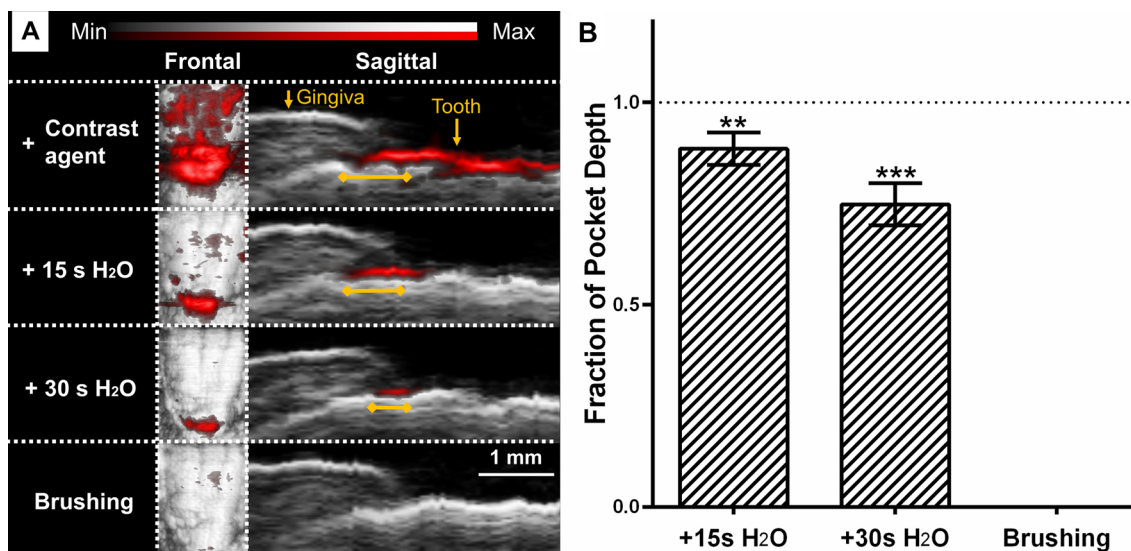 A
Min
Max
Frontal
Sagittal
Gingiva
Tooth
+ Contrast
agent
+ 15 s H₂O
+ 30 s H₂O
Brushing
1 mm
B
Fraction of Pocket Depth
1.0
0.5
0.0
**
***
+15s H₂O
+30s H₂O
Brushing